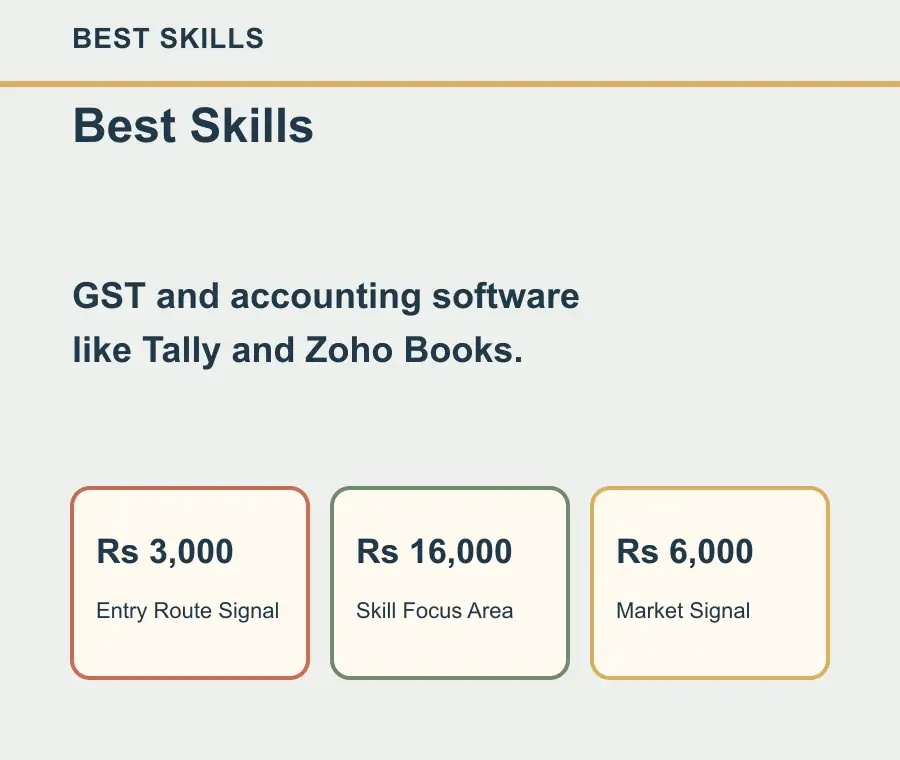 BEST SKILLS
Best Skills
GST and accounting software
like Tally and Zoho Books.
Rs 3,000
Entry Route Signal
Rs 16,000
Skill Focus Area
Rs 6,000
Market Signal